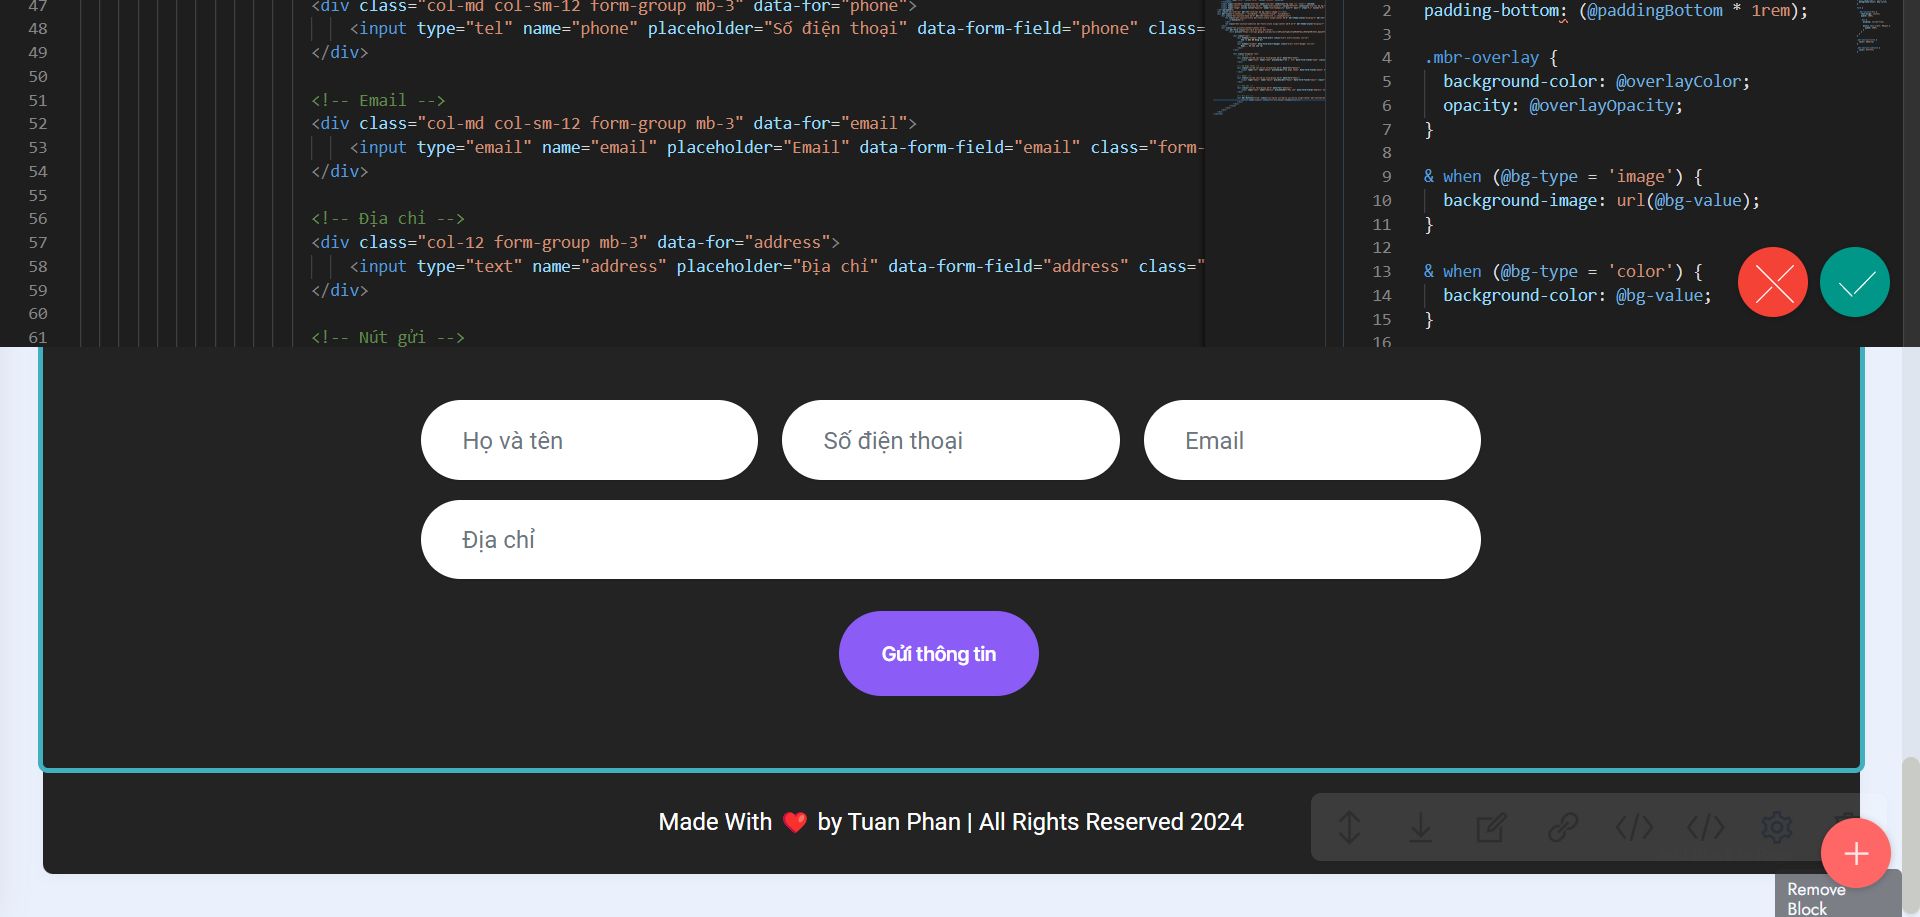 47 <div class="col-md col-sm-12 form-group mb-3" data-for="phone">
48 <input type="tel" name="phone" placeholder="Số điện thoại" data-form-field="phone" class=
49 </div>
50
51 <!-- Email -->
52 <div class="col-md col-sm-12 form-group mb-3" data-for="email">
53 <input type="email" name="email" placeholder="Email" data-form-field="email" class="form-
54 </div>
55
56 <!-- Địa chỉ -->
57 <div class="col-12 form-group mb-3" data-for="address">
58 <input type="text" name="address" placeholder="Địa chỉ" data-form-field="address" class="
59 </div>
60
61 <!-- Nút gửi -->
2 padding-bottom: (@paddingBottom * 1rem);
3
4 .mbr-overlay {
5 background-color: @overlayColor;
6 opacity: @overlayOpacity;
7 }
8
9 & when (@bg-type = 'image') {
10 background-image: url(@bg-value);
11 }
12
13 & when (@bg-type = 'color') {
14 background-color: @bg-value;
15 }
16
Họ và tên
Số điện thoại
Email
Địa chỉ
Gửi thông tin
Made With ❤️ by Tuan Phan | All Rights Reserved 2024
Remove
Block